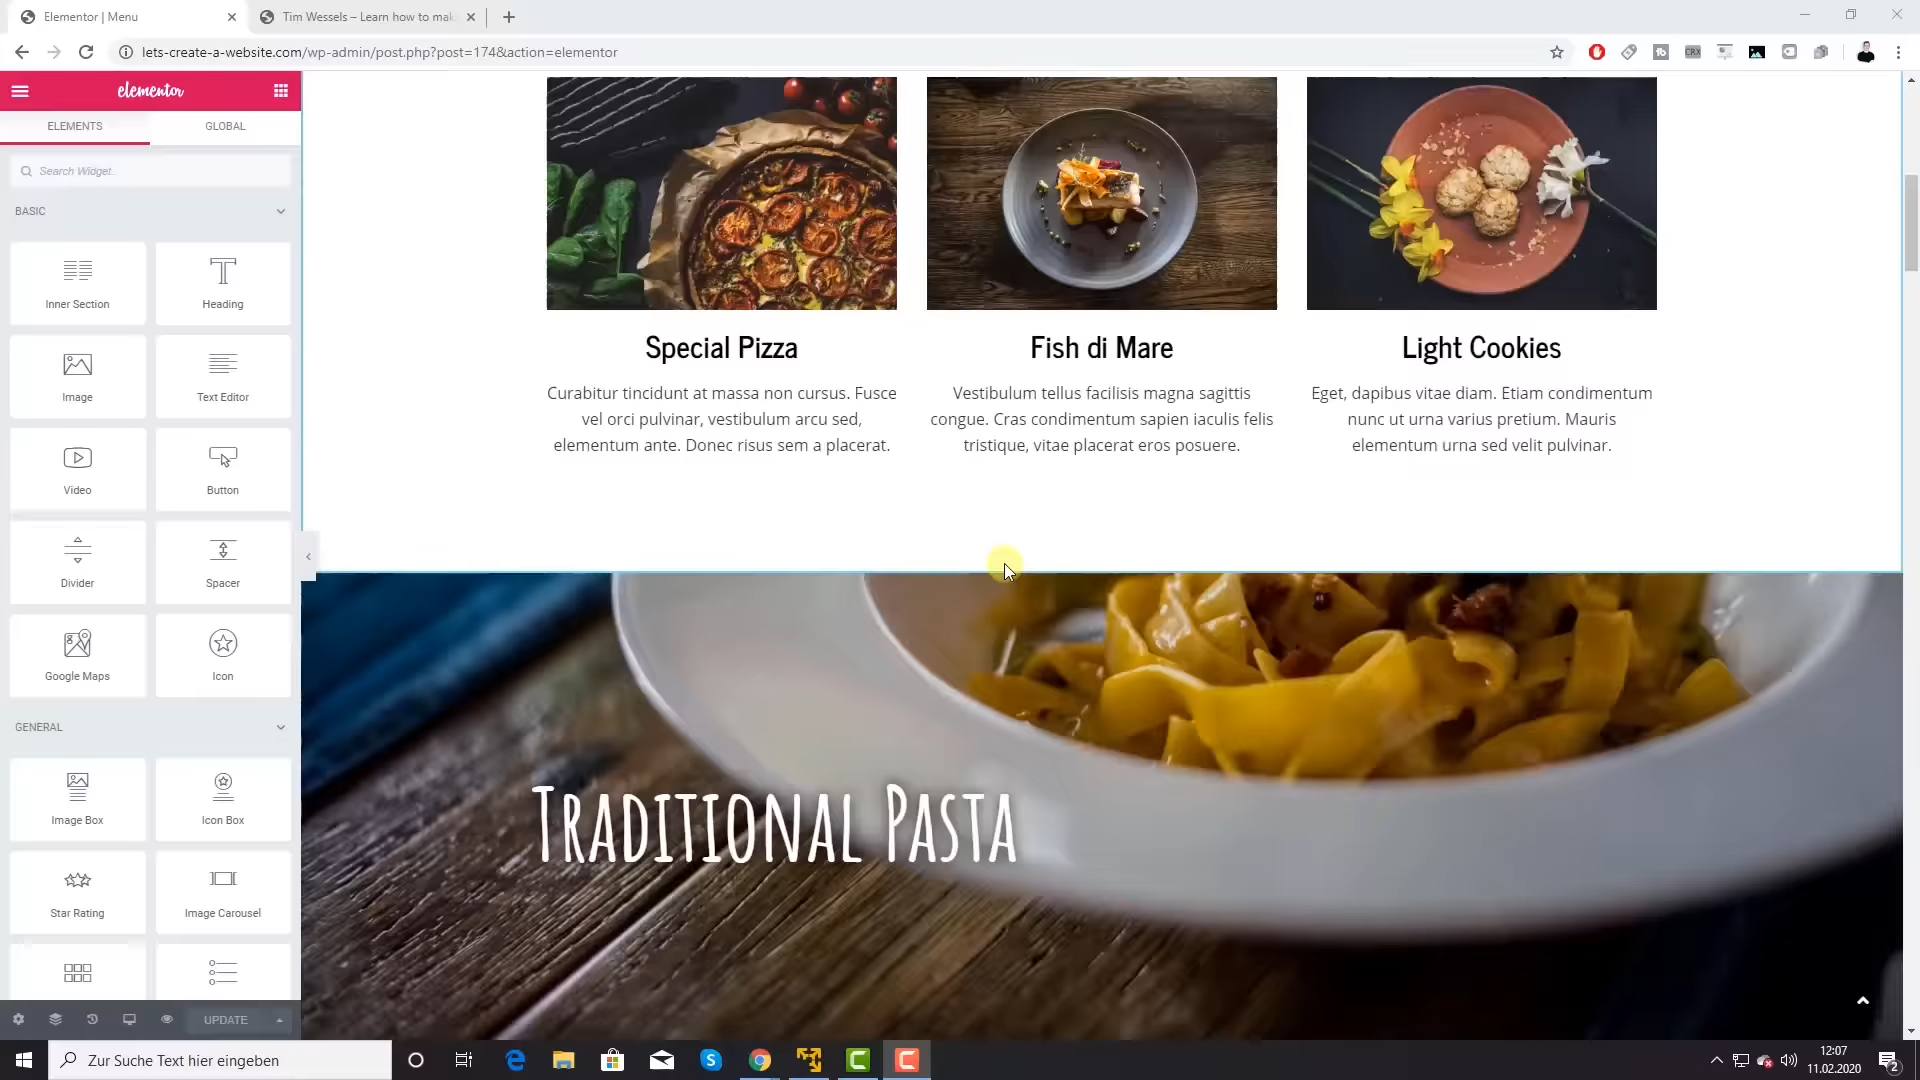 Elementor | Menu
Tim Wessels – Learn how to mak
lets-create-a-website.com/wp-admin/post.php?post=174&action=elementor
elementor
ELEMENTS
GLOBAL
Search Widget..
BASIC
Inner Section
Heading
Image
Text Editor
Video
Button
Divider
Spacer
Google Maps
Icon
GENERAL
Image Box
Icon Box
Star Rating
Image Carousel
UPDATE
Special Pizza
Curabitur tincidunt at massa non cursus. Fusce
vel orci pulvinar, vestibulum arcu sed,
elementum ante. Donec risus sem a placerat.
Fish di Mare
Vestibulum tellus facilisis magna sagittis
congue. Cras condimentum sapien iaculis felis
tristique, vitae placerat eros posuere.
Light Cookies
Eget, dapibus vitae diam. Etiam condimentum
nunc ut urna varius pretium. Mauris
elementum urna sed velit pulvinar.
Traditional Pasta
Zur Suche Text hier eingeben
12:07
11.02.2020
2